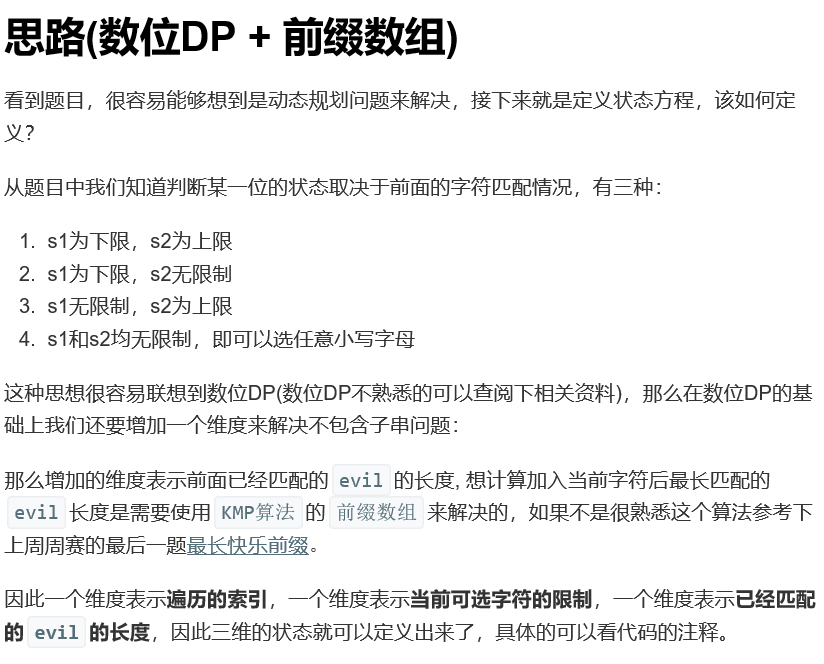 思路(数位DP + 前缀数组)
看到题目，很容易能够想到是动态规划问题来解决，接下来就是定义状态方程，该如何定
义？
从题目中我们知道判断某一位的状态取决于前面的字符匹配情况，有三种：
1. s1为下限，s2为上限
2. s1为下限，s2无限制
3. s1无限制，s2为上限
4. s1和s2均无限制，即可以选任意小写字母
这种思想很容易联想到数位DP(数位DP不熟悉的可以查阅下相关资料)，那么在数位DP的基
础上我们还要增加一个维度来解决不包含子串问题：
那么增加的维度表示前面已经匹配的 evil 的长度, 想计算加入当前字符后最长匹配的
evil 长度是需要使用 KMP算法 的 前缀数组 来解决的，如果不是很熟悉这个算法参考下
上周周赛的最后一题最长快乐前缀。
因此一个维度表示遍历的索引，一个维度表示当前可选字符的限制，一个维度表示已经匹配
的 evil 的长度，因此三维的状态就可以定义出来了，具体的可以看代码的注释。